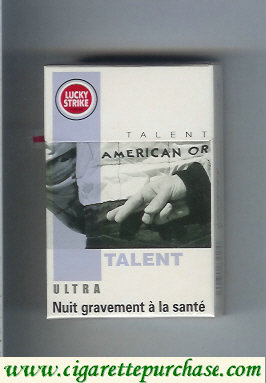 LUCKY
STRIKE
TALENT
AMERICAN OR
TALENT
ULTRA
Nuit gravement à la santé
www.cigarettepurchase.com